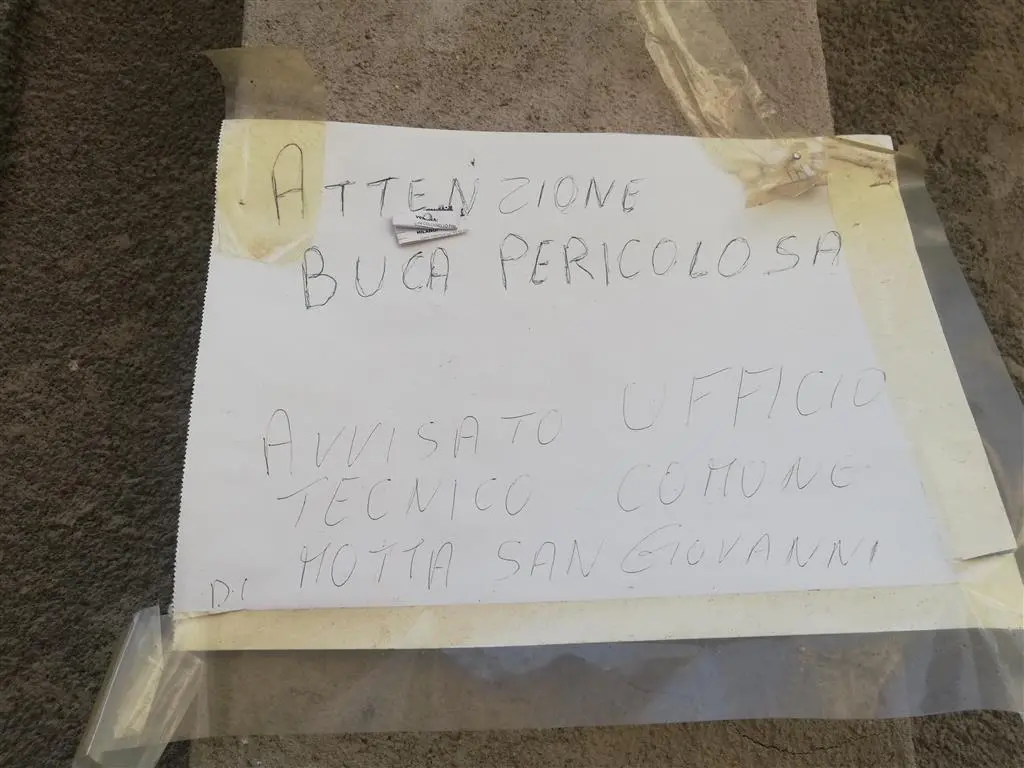 ATTENZIONE
BUCA PERICOLOSA
AVVISATO UFFICIO
TECNICO COMUNE
DI MOTTA SAN GIOVANNI